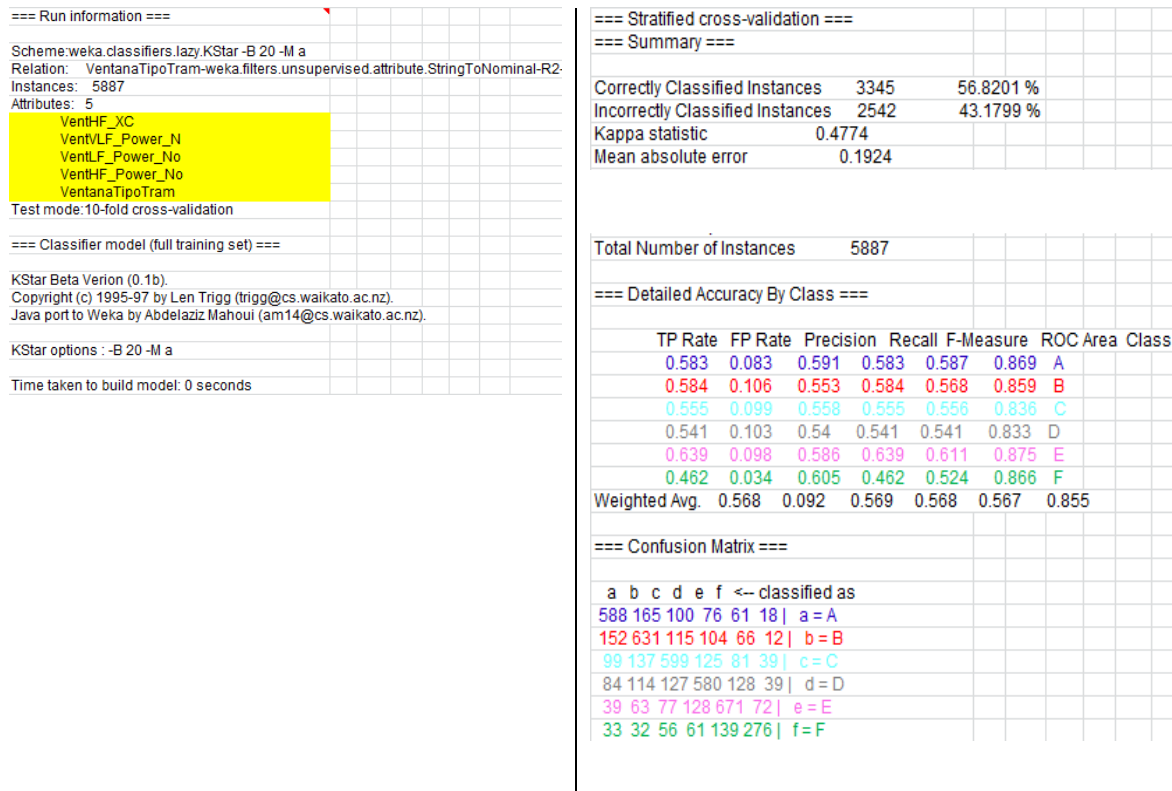 === Run information ===
Scheme:weka.classifiers.lazy.KStar -B 20 -M a
Relation: VentanaTipoTram-weka.filters.unsupervised.attribute.StringToNominal-R2-
Instances: 5887
Attributes: 5
VentHF_XC
VentVLF_Power_N
VentLF_Power_No
VentHF_Power_No
VentanaTipoTram
Test mode:10-fold cross-validation
=== Classifier model (full training set) ===
KStar Beta Verion (0.1b).
Copyright (c) 1995-97 by Len Trigg (trigg@cs.waikato.ac.nz).
Java port to Weka by Abdelaziz Mahoui (am14@cs.waikato.ac.nz).
KStar options : -B 20 -M a
Time taken to build model: 0 seconds
=== Stratified cross-validation ===
=== Summary ===
Correctly Classified Instances 3345 56.8201 %
Incorrectly Classified Instances 2542 43.1799 %
Kappa statistic 0.4774
Mean absolute error 0.1924
Total Number of Instances 5887
=== Detailed Accuracy By Class ===
TP Rate FP Rate Precision Recall F-Measure ROC Area Class
0.583 0.083 0.591 0.583 0.587 0.869 A
0.584 0.106 0.553 0.584 0.568 0.859 B
0.555 0.099 0.558 0.555 0.556 0.836 C
0.541 0.103 0.54 0.541 0.541 0.833 D
0.639 0.098 0.586 0.639 0.611 0.875 E
0.462 0.034 0.605 0.462 0.524 0.866 F
Weighted Avg. 0.568 0.092 0.569 0.568 0.567 0.855
=== Confusion Matrix ===
a b c d e f <-- classified as
588 165 100 76 61 18 | a = A
152 631 115 104 66 12 | b = B
99 137 599 125 81 39 | c = C
84 114 127 580 128 39 | d = D
39 63 77 128 671 72 | e = E
33 32 56 61 139 276 | f = F